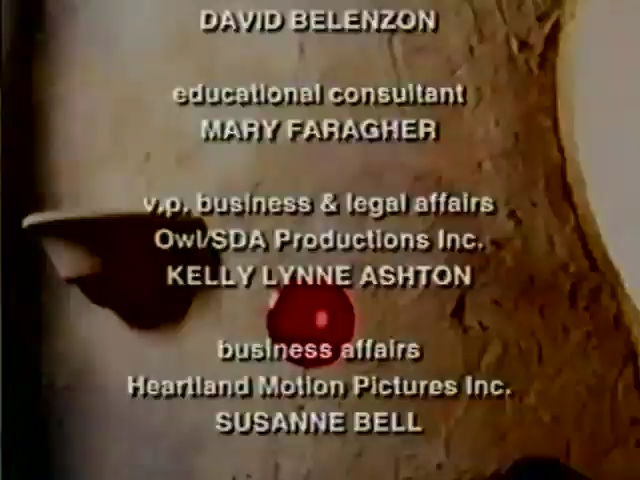 DAVID BELENZON
educational consultant
MARY FARAGHER
v.p. business & legal affairs
Owl/SDA Productions Inc.
KELLY LYNNE ASHTON
business affairs
Heartland Motion Pictures Inc.
SUSANNE BELL